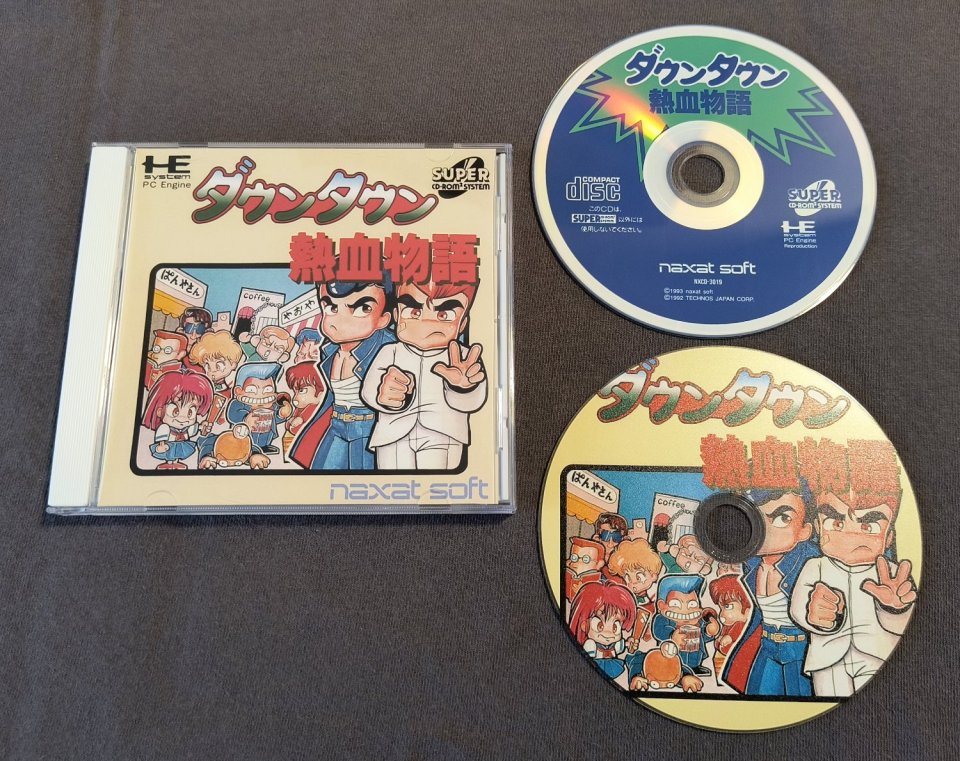 HE
system
PC Engine
ダウンタウン
熱血物語
SUPER
CD-ROM² SYSTEM
ぱんやさん
coffee
やおや
naxat soft
ダウンタウン
熱血物語
COMPACT
disc
このCDは、
SUPER CD-ROM² SYSTEM 以外には
使用しないでください。
SUPER
CD-ROM² SYSTEM
HE
system
PC Engine
Reproduction
naxat soft
NXCD-3019
©1993 naxat soft
©1992 TECHNOS JAPAN CORP.
ダウンタウン
熱血物語
ぱんやさん
coffee